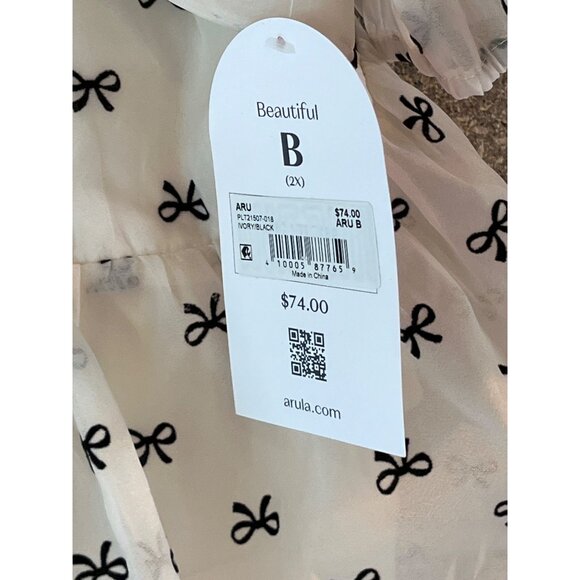 Beautiful
B
(2X)
ARU $74.00
PLT21507-018 ARU B
IVORY/BLACK
4 10005 87765 9
Made in China
$74.00
arula.com